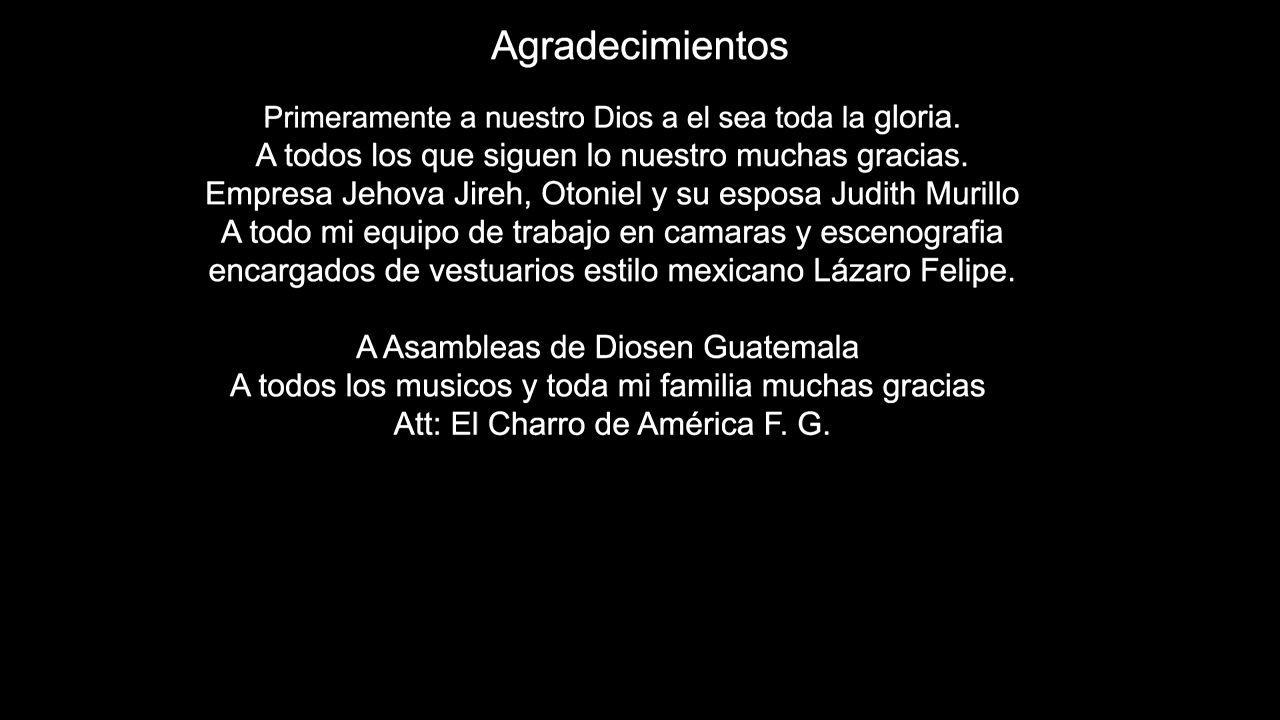 Agradecimientos
Primeramente a nuestro Dios a el sea toda la gloria.
A todos los que siguen lo nuestro muchas gracias.
Empresa Jehova Jireh, Otoniel y su esposa Judith Murillo
A todo mi equipo de trabajo en camaras y escenografia
encargados de vestuarios estilo mexicano Lázaro Felipe.
A Asambleas de Diosen Guatemala
A todos los musicos y toda mi familia muchas gracias
Att: El Charro de América F. G.